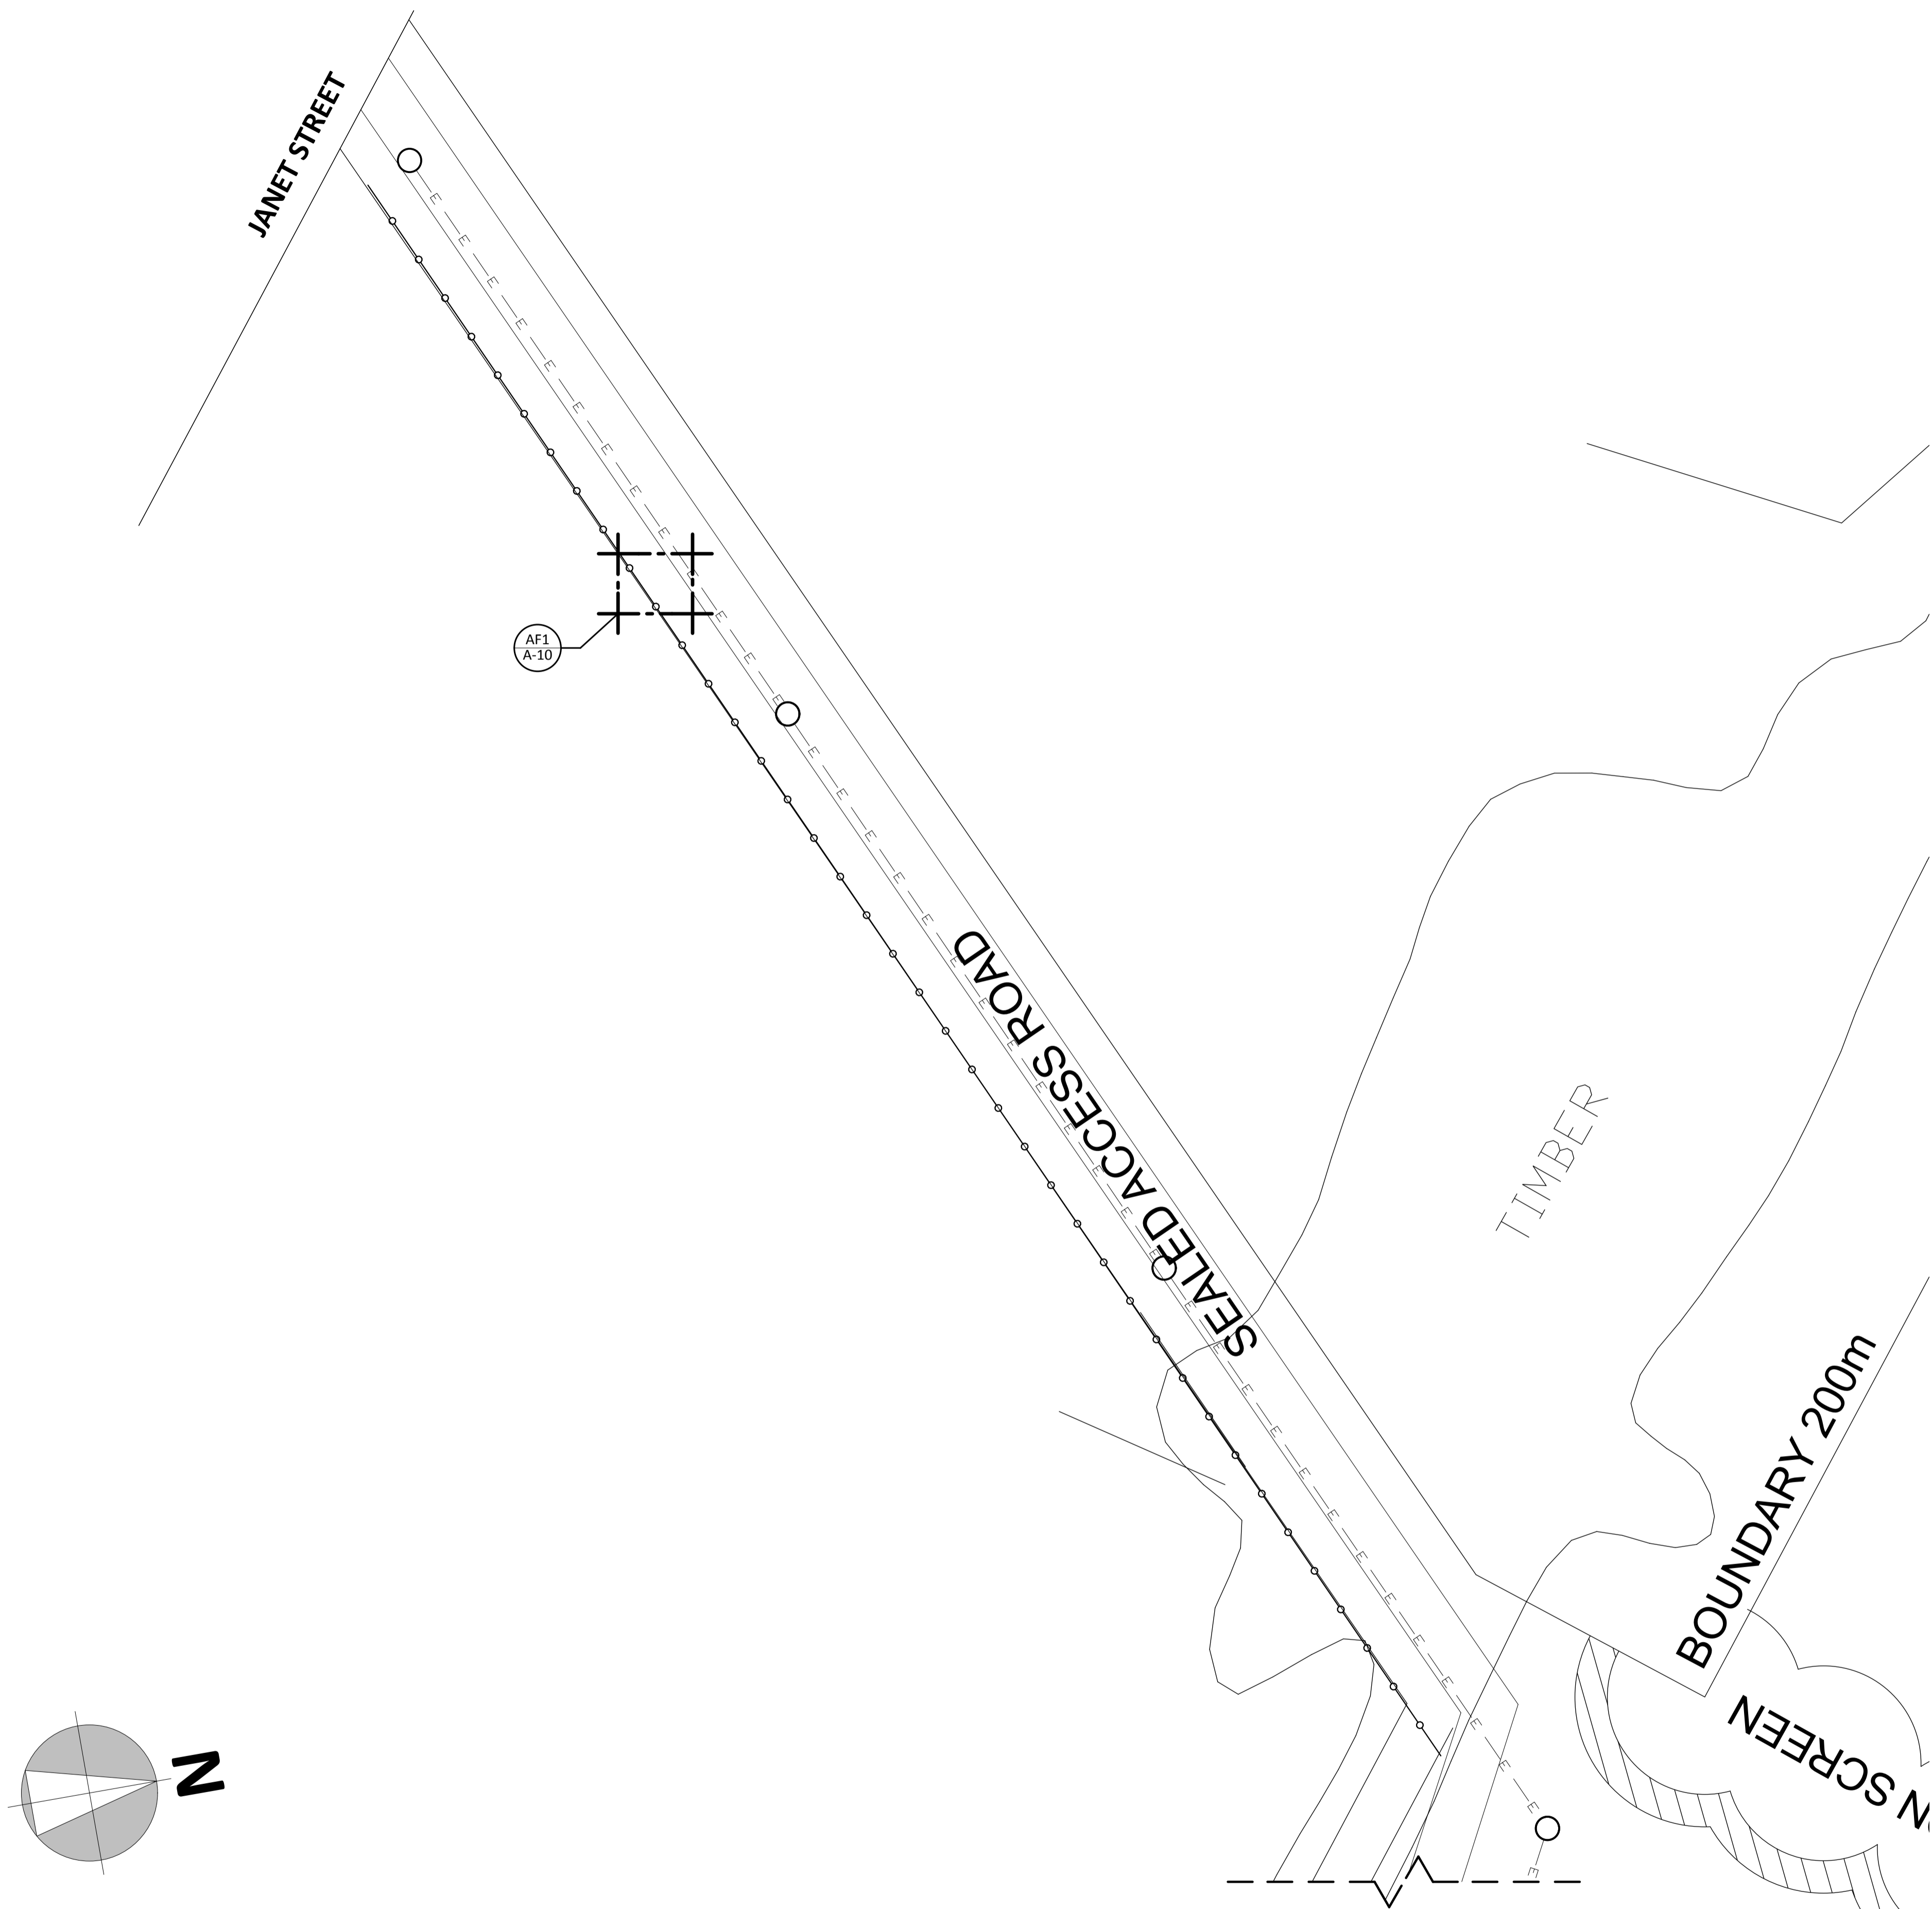 JANET STREET
AF1
A-10
SEALED ACCESS ROAD
TIMBER
BOUNDARY 200m
SCREEN
N